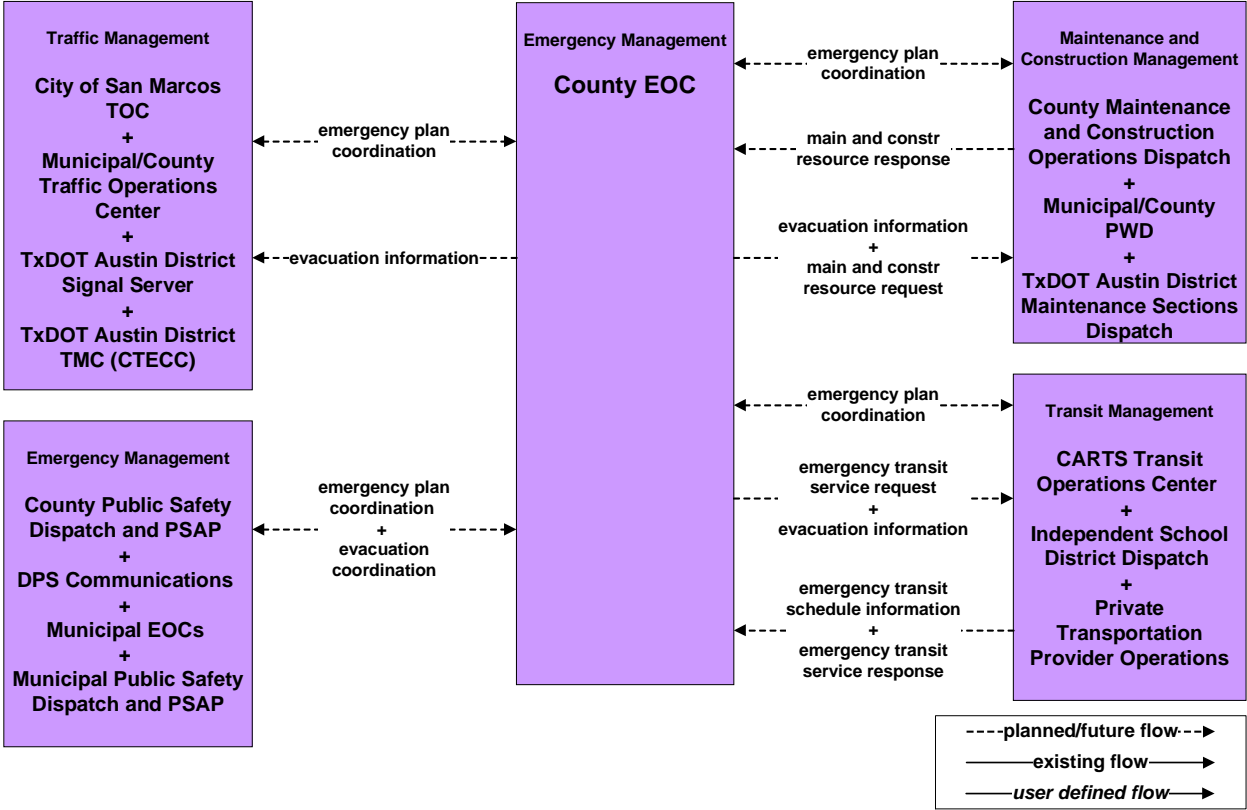 Traffic Management
City of San Marcos
TOC
+
Municipal/County
Traffic Operations
Center
+
TxDOT Austin District
Signal Server
+
TxDOT Austin District
TMC (CTECC)
Emergency Management
County Public Safety
Dispatch and PSAP
+
DPS Communications
+
Municipal EOCs
+
Municipal Public Safety
Dispatch and PSAP
emergency plan
coordination
evacuation information
emergency plan
coordination
+
evacuation
coordination
Emergency Management
County EOC
emergency plan
coordination
main and constr
resource response
evacuation information
+
main and constr
resource request
emergency plan
coordination
emergency transit
service request
+
evacuation information
emergency transit
schedule information
+
emergency transit
service response
Maintenance and
Construction Management
County Maintenance
and Construction
Operations Dispatch
+
Municipal/County
PWD
+
TxDOT Austin District
Maintenance Sections
Dispatch
Transit Management
CARTS Transit
Operations Center
+
Independent School
District Dispatch
+
Private
Transportation
Provider Operations
planned/future flow
existing flow
user defined flow